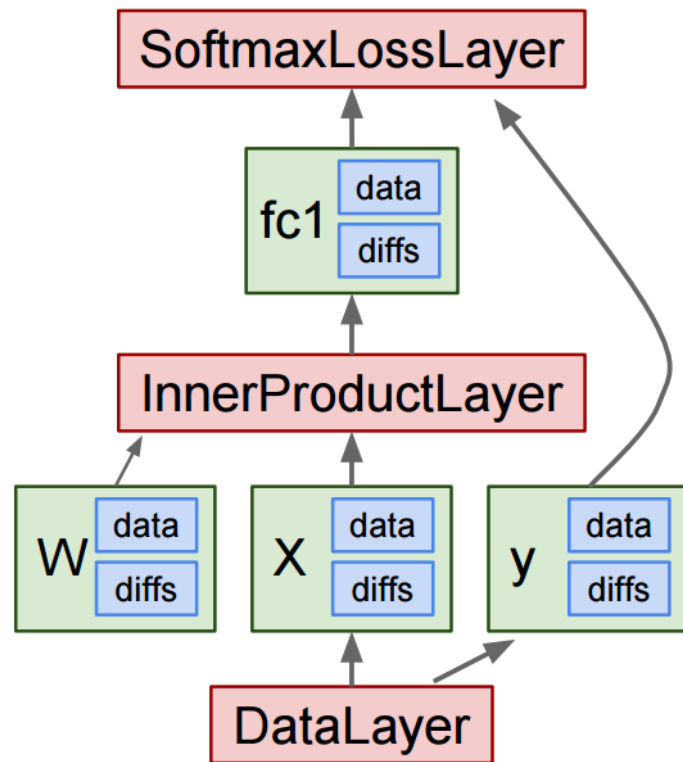 SoftmaxLossLayer
fc1
data
diffs
InnerProductLayer
W
data
diffs
X
data
diffs
y
data
diffs
DataLayer